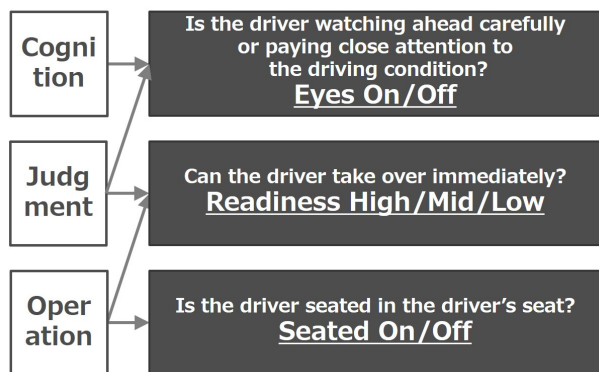 Cogni
tion
Is the driver watching ahead carefully
or paying close attention to
the driving condition?
Eyes On/Off
Judg
ment
Can the driver take over immediately?
Readiness High/Mid/Low
Oper
ation
Is the driver seated in the driver’s seat?
Seated On/Off